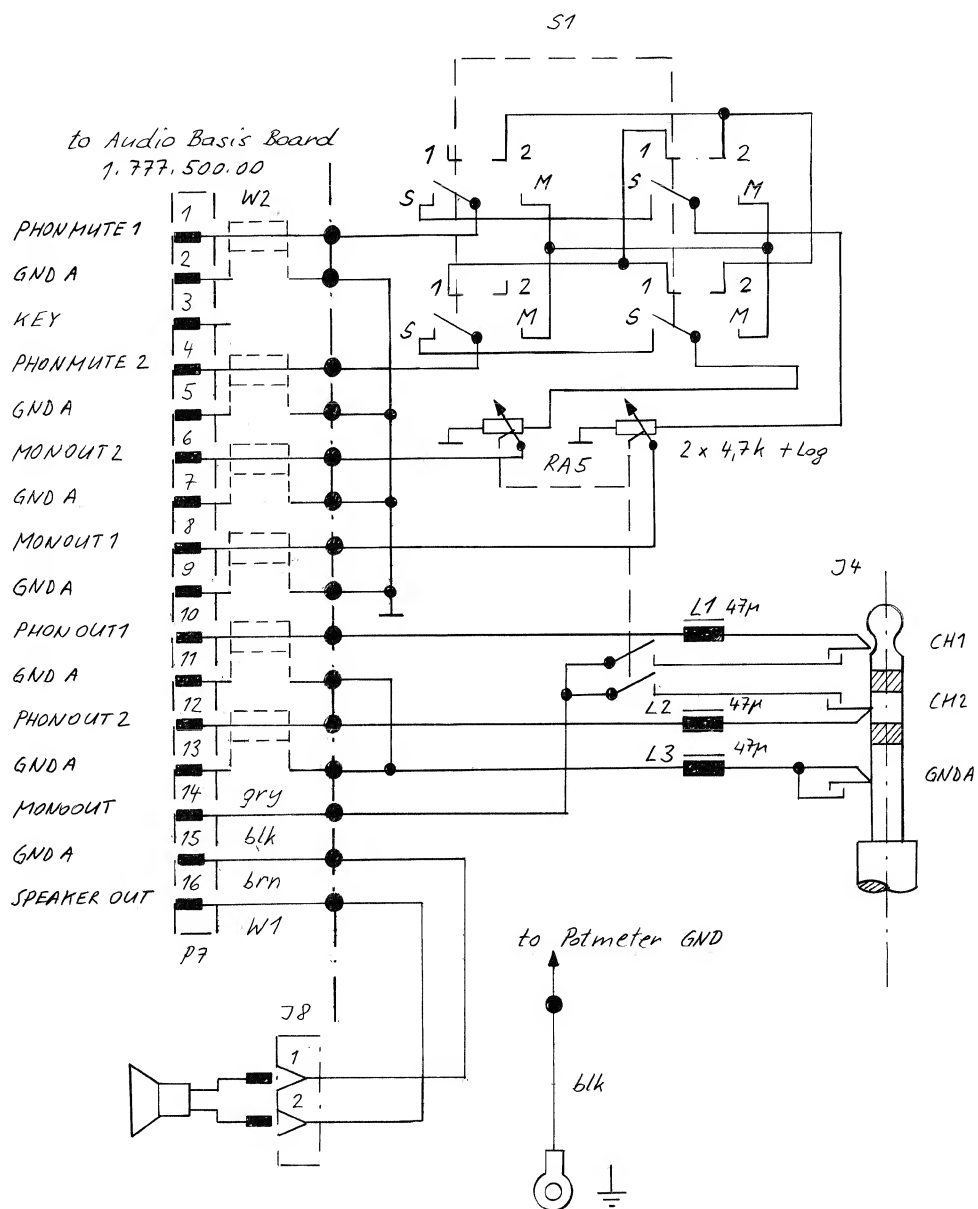 S1
to Audio Basis Board
1.777.500.00
W2
1
PHONMUTE 1
2
GND A
3
KEY
4
PHONMUTE 2
5
GND A
6
MONOUT 2
7
GND A
8
MONOUT 1
9
GND A
10
PHONOUT1
11
GND A
12
PHONOUT 2
13
GND A
14
MONOOUT
gry
15
GND A
blk
16
SPEAKER OUT
brn
W1
P7
1 2
1 2
S M
S M
1 2
1 2
S M
S M
RA5
2 x 4,7k +log
J4
L1 47µ
CH1
CH2
L2 47µ
L3 47µ
GNDA
to Potmeter GND
blk
J8
1
2